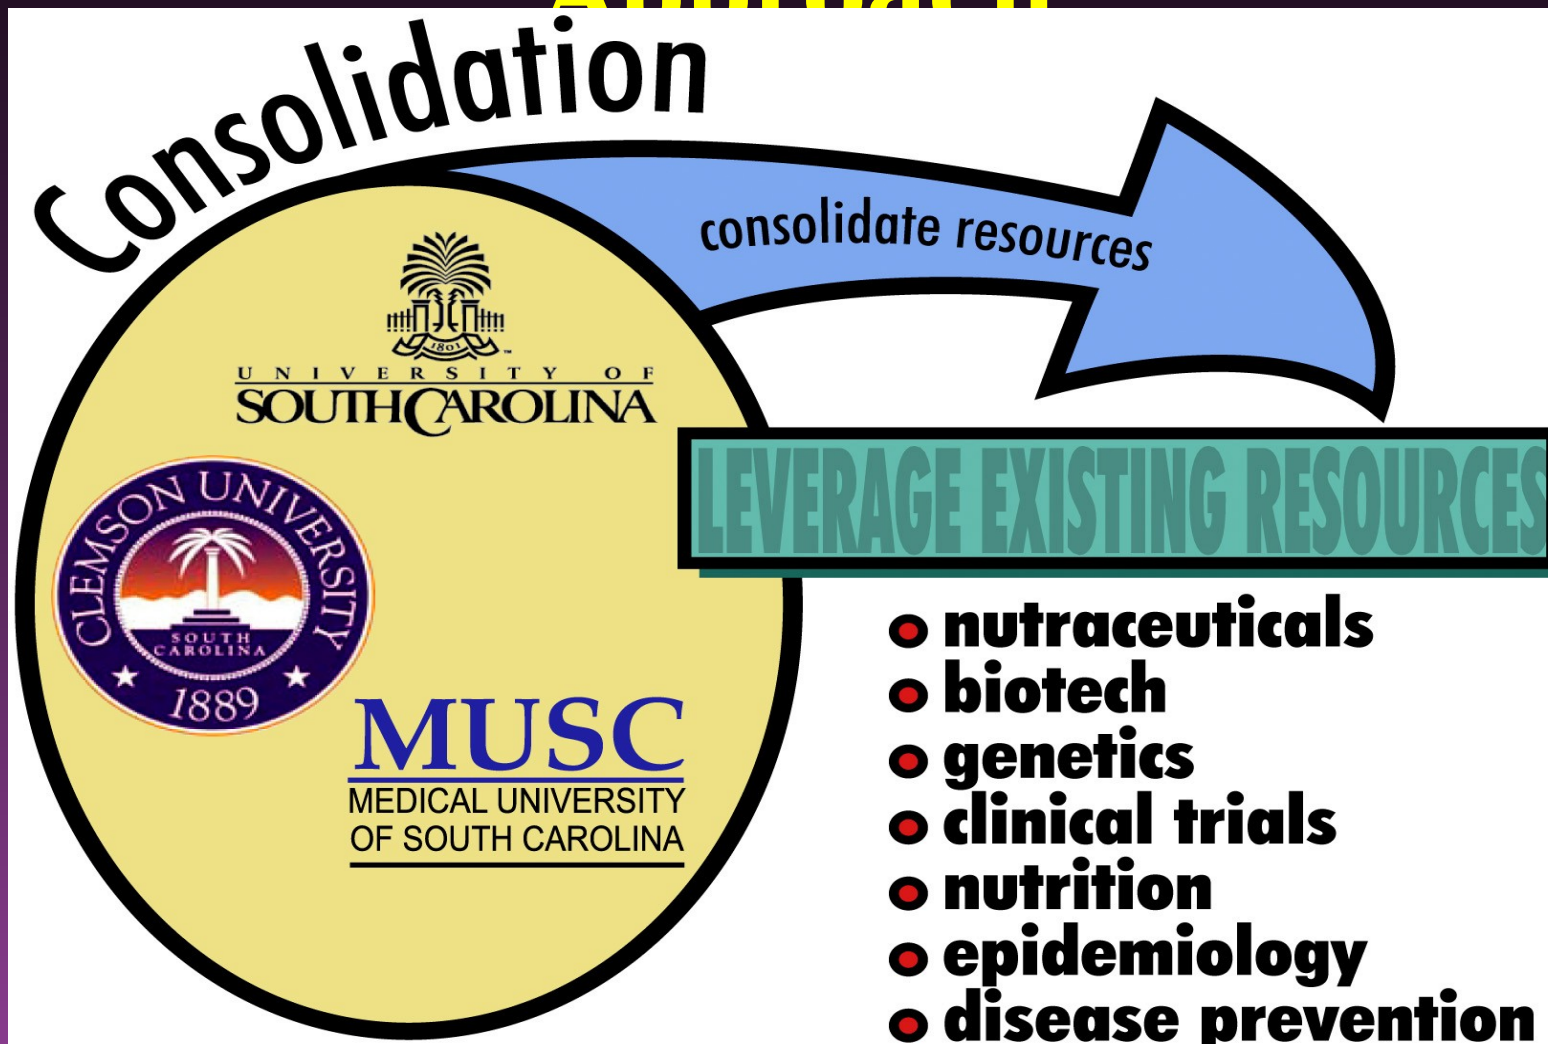 Consolidation
consolidate resources
1801
UNIVERSITY OF
SOUTH CAROLINA
CLEMSON UNIVERSITY
SOUTH
CAROLINA
1889
MUSC
MEDICAL UNIVERSITY
OF SOUTH CAROLINA
LEVERAGE EXISTING RESOURCES
nutraceuticals
biotech
genetics
clinical trials
nutrition
epidemiology
disease prevention